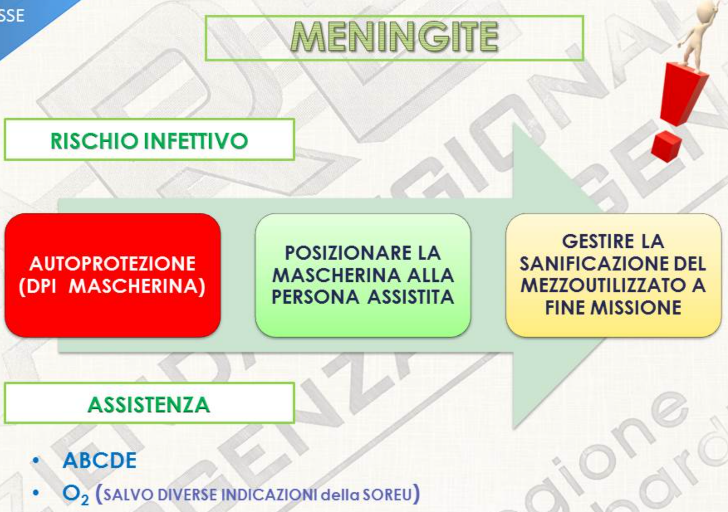 SSE
MENINGITE
RISCHIO INFETTIVO
AUTOPROTEZIONE
(DPI MASCHERINA)
POSIZIONARE LA
MASCHERINA ALLA
PERSONA ASSISTITA
GESTIRE LA
SANIFICAZIONE DEL
MEZZOUTILIZZATO A
FINE MISSIONE
ASSISTENZA
• ABCDE
• O₂ (SALVO DIVERSE INDICAZIONI della SOREU)